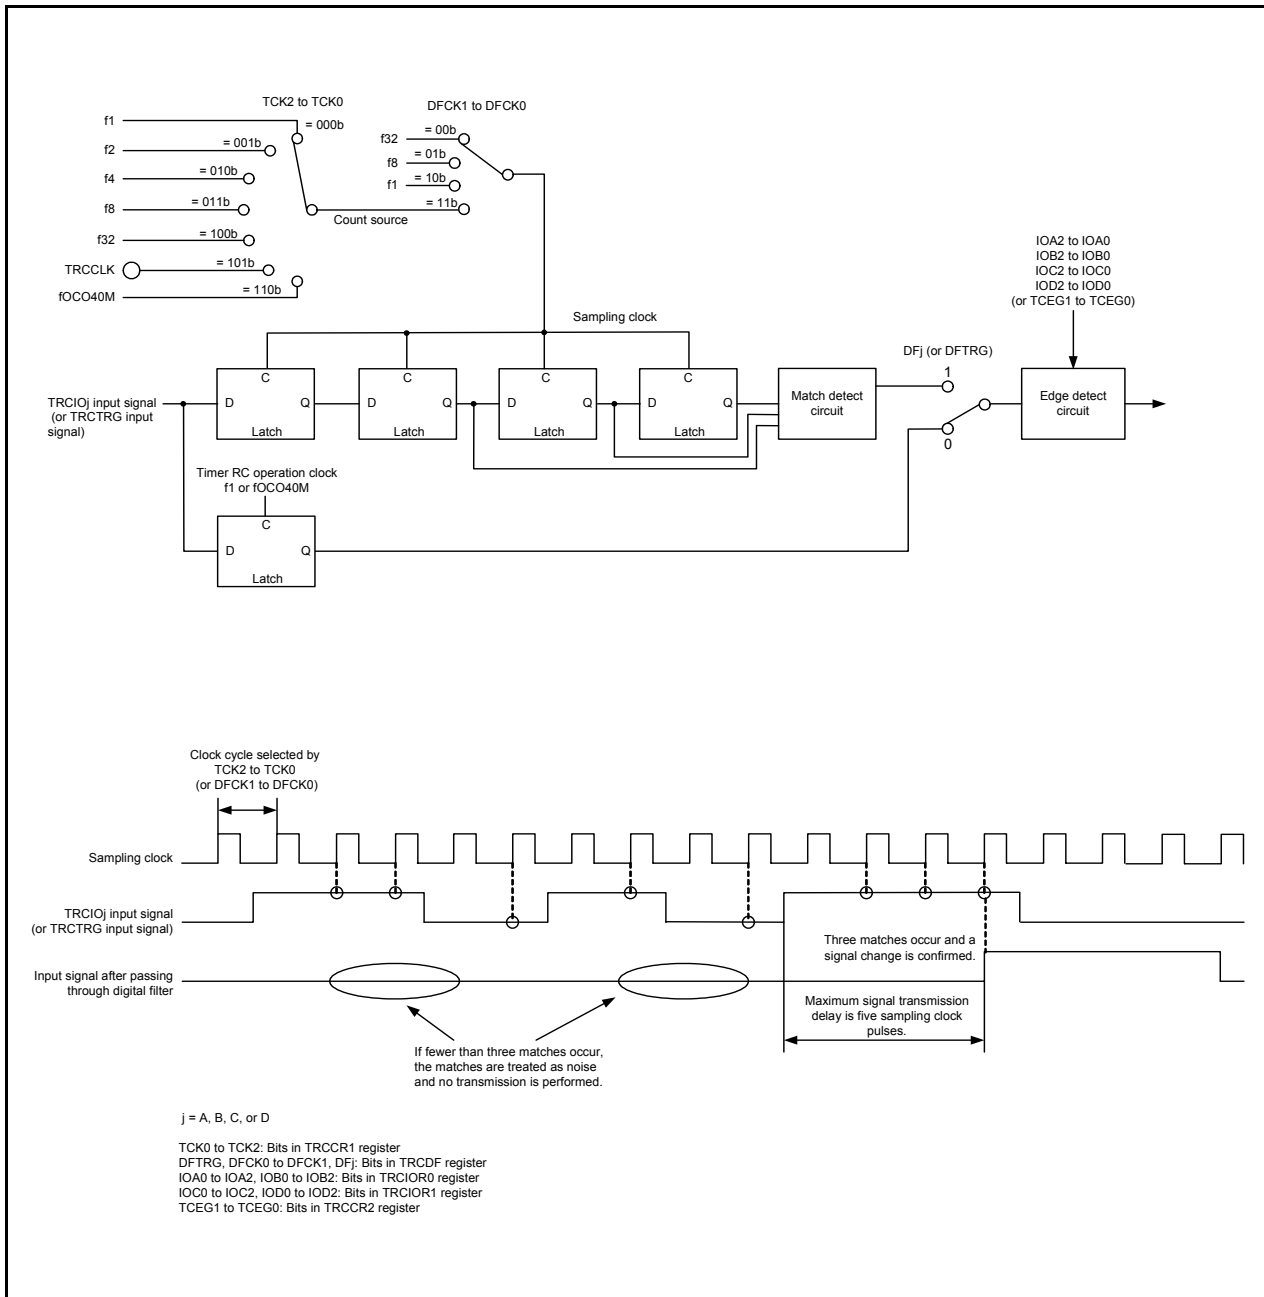 TCK2 to TCK0
DFCK1 to DFCK0
f1
= 000b
f2
= 001b
f4
= 010b
f8
= 011b
f32
= 100b
TRCCLK
= 101b
fOCO40M
= 110b
Count source
f32
= 00b
f8
= 01b
f1
= 10b
= 11b
IOA2 to IOA0
IOB2 to IOB0
IOC2 to IOC0
IOD2 to IOD0
(or TCEG1 to TCEG0)
Sampling clock
DFj (or DFTRG)
1
0
TRCIOj input signal
(or TRCTRG input
signal)
C
D
Q
Latch
C
D
Q
Latch
C
D
Q
Latch
C
D
Q
Latch
Match detect
circuit
Edge detect
circuit
Timer RC operation clock
f1 or fOCO40M
C
D
Q
Latch
Clock cycle selected by
TCK2 to TCK0
(or DFCK1 to DFCK0)
Sampling clock
TRCIOj input signal
(or TRCTRG input signal)
Three matches occur and a
signal change is confirmed.
Input signal after passing
through digital filter
Maximum signal transmission
delay is five sampling clock
pulses.
If fewer than three matches occur,
the matches are treated as noise
and no transmission is performed.
j = A, B, C, or D
TCK0 to TCK2: Bits in TRCCR1 register
DFTRG, DFCK0 to DFCK1, DFj: Bits in TRCDF register
IOA0 to IOA2, IOB0 to IOB2: Bits in TRCIOR0 register
IOC0 to IOC2, IOD0 to IOD2: Bits in TRCIOR1 register
TCEG1 to TCEG0: Bits in TRCCR2 register